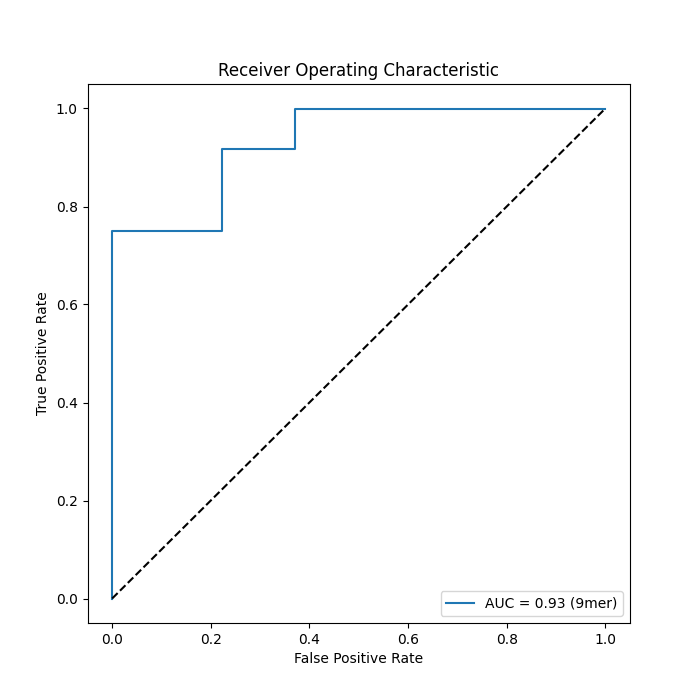 Receiver Operating Characteristic
1.0
0.8
0.6
0.4
0.2
0.0
True Positive Rate
AUC = 0.93 (9mer)
0.0 0.2 0.4 0.6 0.8 1.0
False Positive Rate